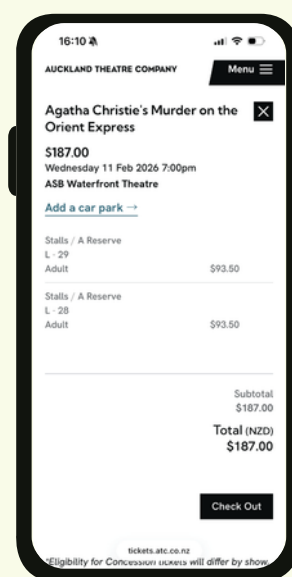 16:10
AUCKLAND THEATRE COMPANY
Menu
Agatha Christie's Murder on the
Orient Express
$187.00
Wednesday 11 Feb 2026 7:00pm
ASB Waterfront Theatre
Add a car park →
Stalls / A Reserve
L - 29
Adult $93.50
Stalls / A Reserve
L - 28
Adult $93.50
Subtotal
$187.00
Total (NZD)
$187.00
Check Out
tickets.atc.co.nz
*Eligibility for Concession tickets will differ by show.